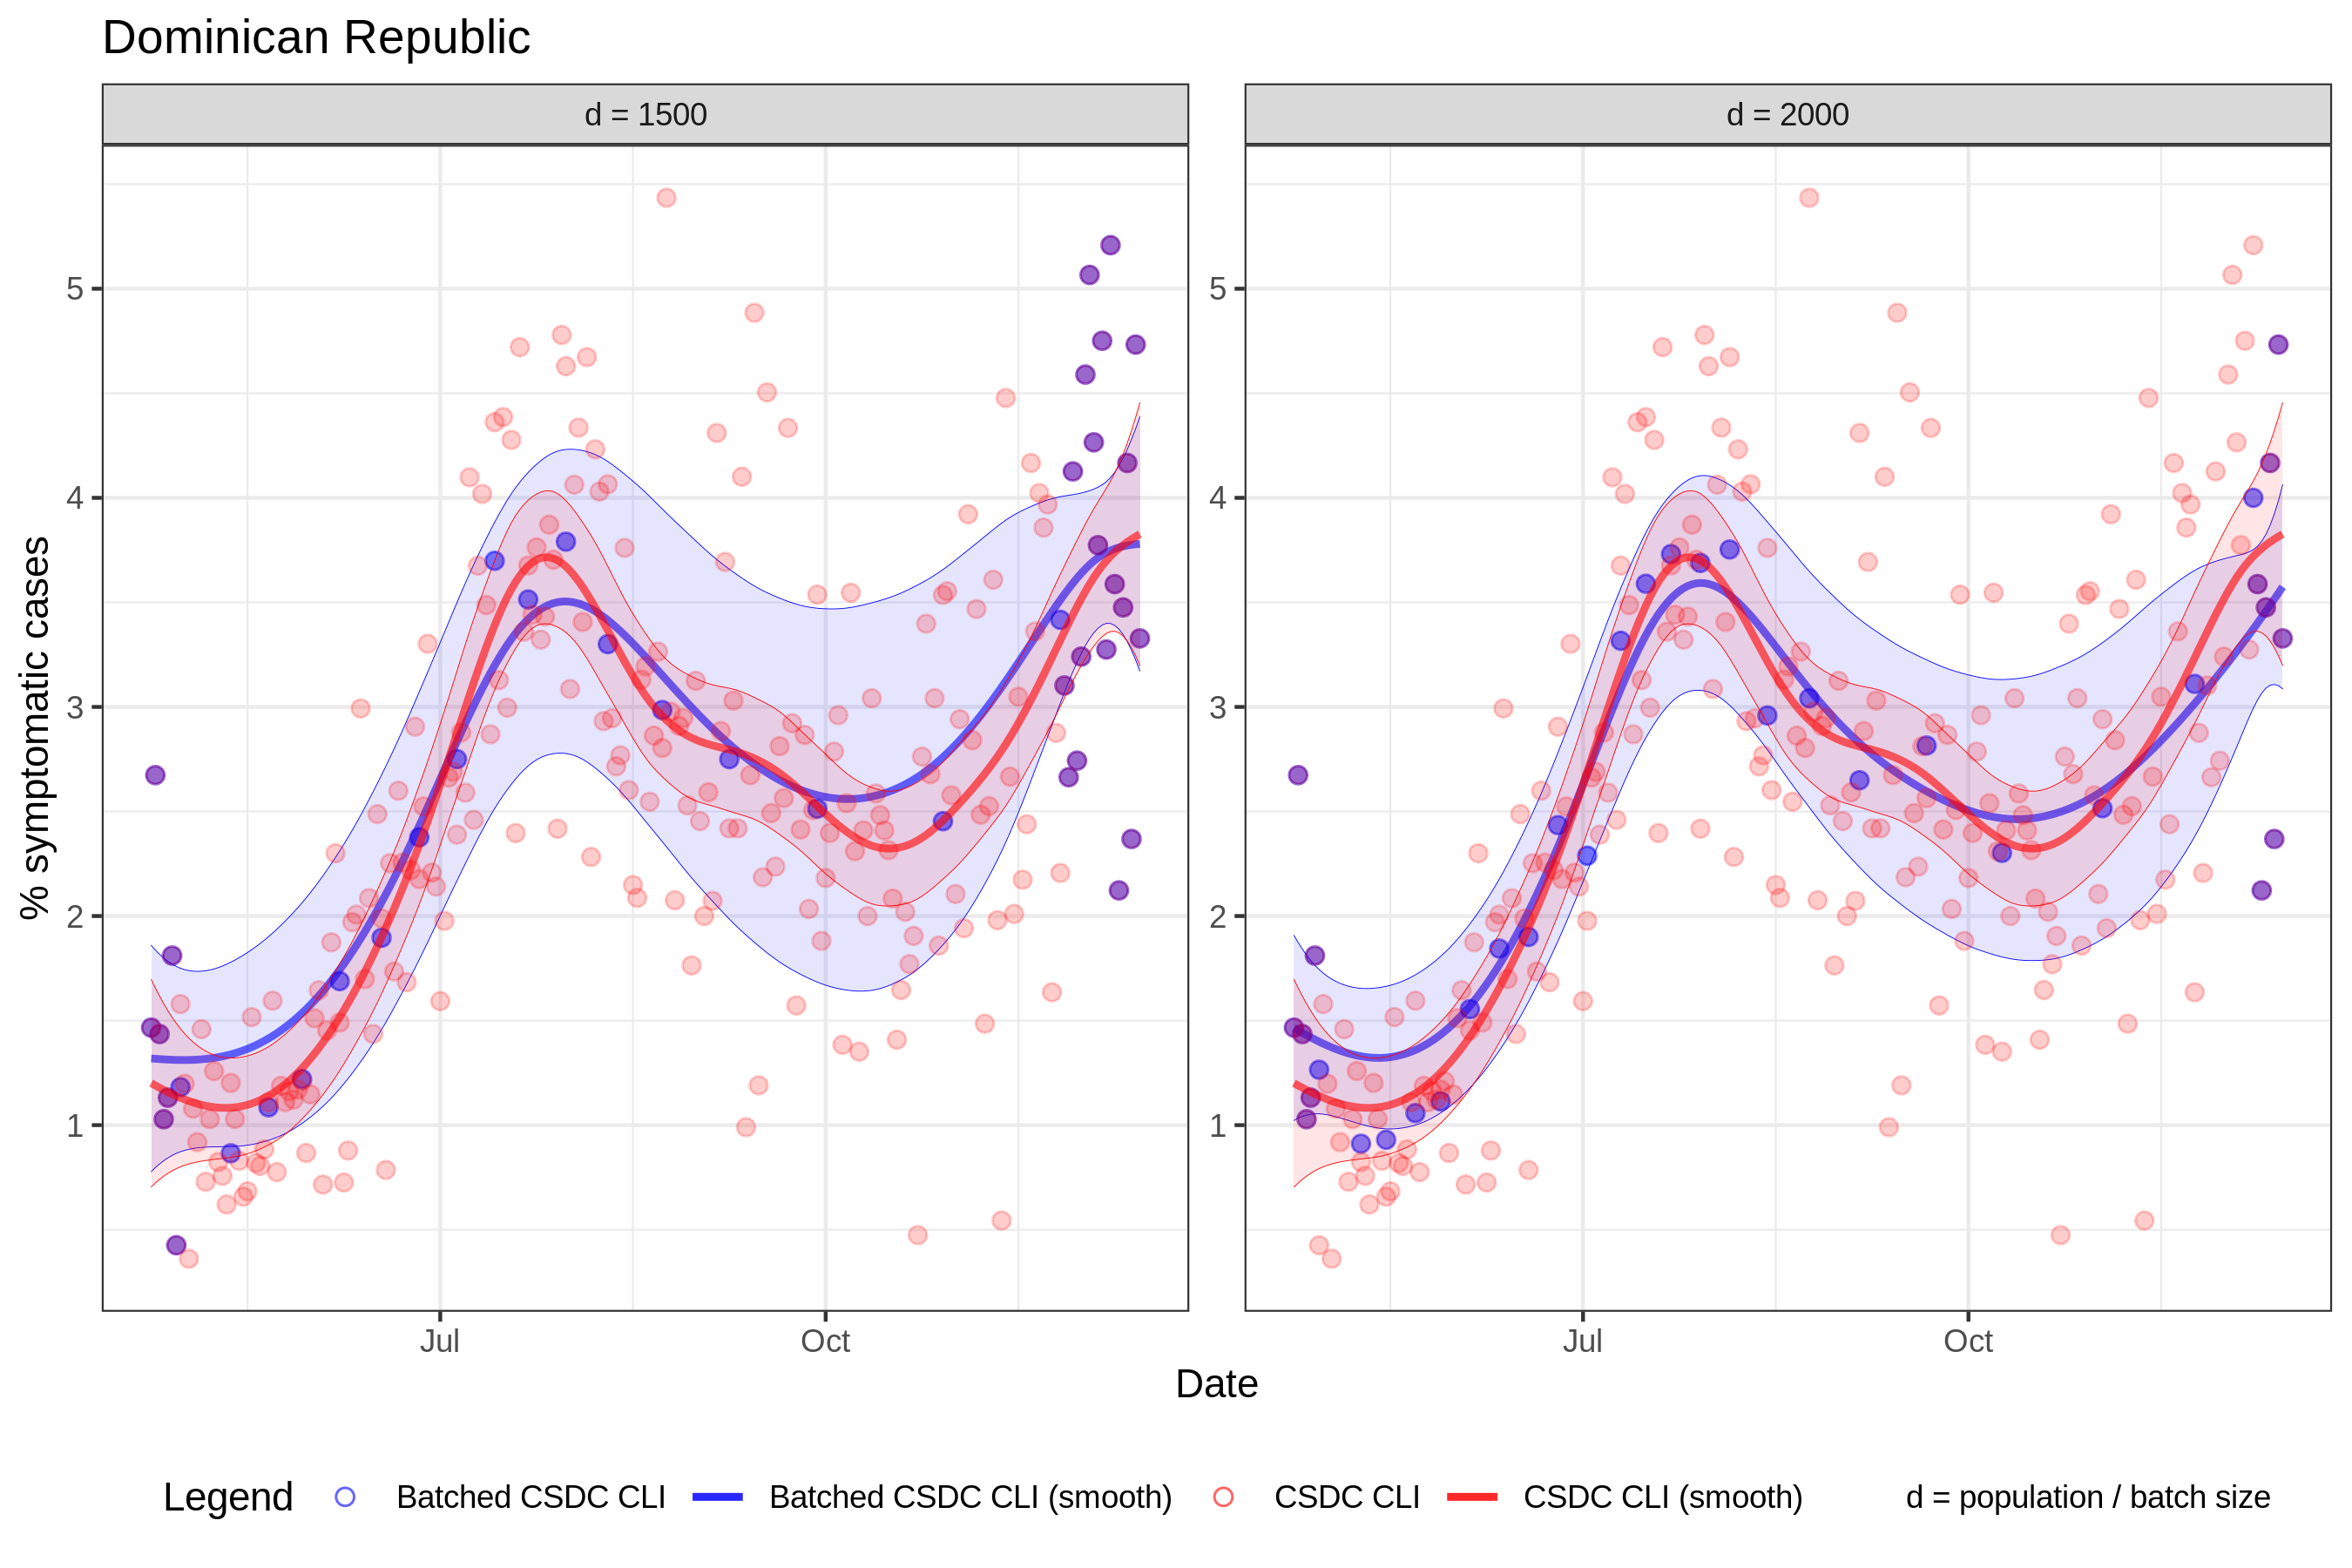 Dominican Republic
d = 1500
d = 2000
% symptomatic cases
5
4
3
2
1
5
4
3
2
1
Jul
Oct
Jul
Oct
Date
Legend Batched CSDC CLI Batched CSDC CLI (smooth) CSDC CLI CSDC CLI (smooth) d = population / batch size